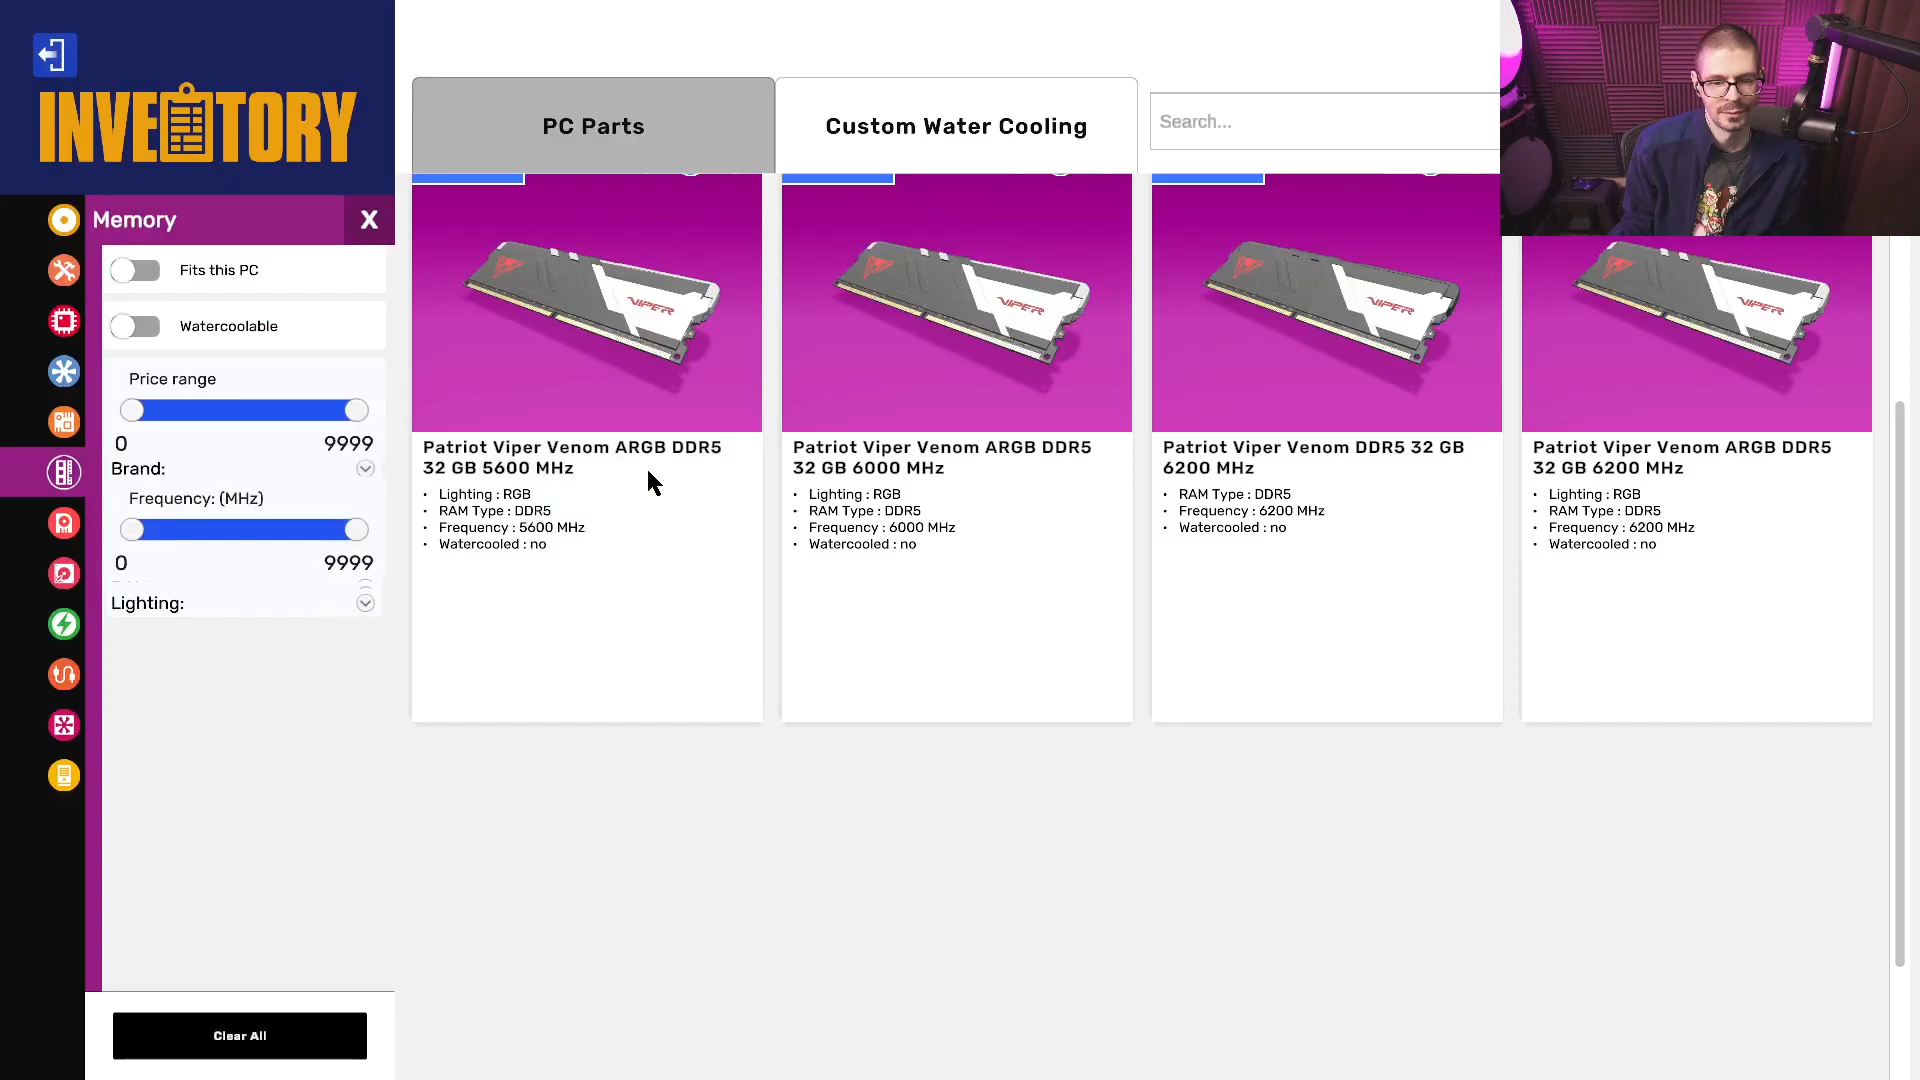 INVENTORY
PC Parts
Custom Water Cooling
Search...
Memory
X
Fits this PC
Watercoolable
Price range
0
9999
Brand:
Frequency: (MHz)
0
9999
Lighting:
Clear All
VIPER
Patriot Viper Venom ARGB DDR5
32 GB 5600 MHz
• Lighting : RGB
• RAM Type : DDR5
• Frequency : 5600 MHz
• Watercooled : no
VIPER
Patriot Viper Venom ARGB DDR5
32 GB 6000 MHz
• Lighting : RGB
• RAM Type : DDR5
• Frequency : 6000 MHz
• Watercooled : no
VIPER
Patriot Viper Venom DDR5 32 GB
6200 MHz
• RAM Type : DDR5
• Frequency : 6200 MHz
• Watercooled : no
VIPER
Patriot Viper Venom ARGB DDR5
32 GB 6200 MHz
• Lighting : RGB
• RAM Type : DDR5
• Frequency : 6200 MHz
• Watercooled : no